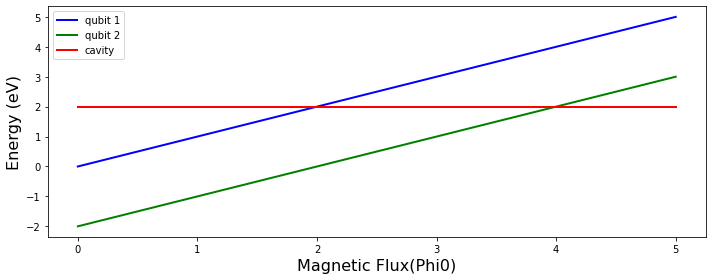 qubit 1
qubit 2
cavity
Energy (eV)
5
4
3
2
1
0
−1
−2
0 1 2 3 4 5
Magnetic Flux(Phi0)